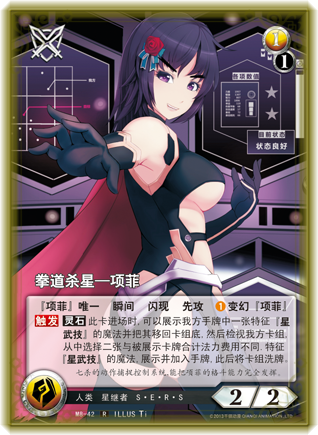 1
1
各项数值
目前状态
状态良好
拳道杀星—项菲
『项菲』唯一 瞬间 闪现 先攻 1变幻『项菲』
触发 灵石 此卡进场时,可以展示我方手牌中一张特征『星
武技』的魔法并把其移回卡组底,然后检视我方卡组,
从中选择二张与被展示卡牌合计法力费用不同,特征
『星武技』的魔法,展示并加入手牌,此后将卡组洗牌.
七杀的动作捕捉控制系统,能把项菲的格斗能力完全发挥.
人类 星继者 S·E·R·S
2/2
MB-42 R ILLUS Ti